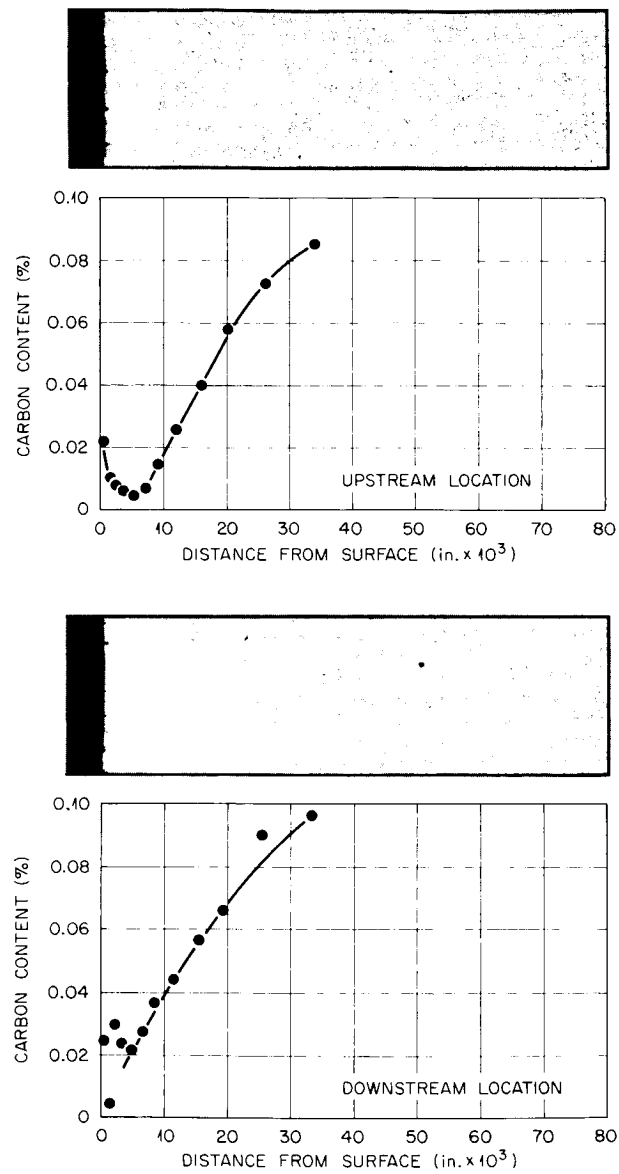 0.10
0.08
0.06
0.04
0.02
0
CARBON CONTENT (%)
UPSTREAM LOCATION
0 10 20 30 40 50 60 70 80
DISTANCE FROM SURFACE (in. × 10³)
0.10
0.08
0.06
0.04
0.02
0
CARBON CONTENT (%)
DOWNSTREAM LOCATION
0 10 20 30 40 50 60 70 80
DISTANCE FROM SURFACE (in. × 10³)